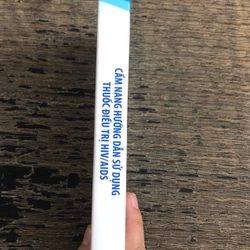 CẨM NANG HƯỚNG DẪN SỬ DỤNG
THUỐC ĐIỀU TRỊ HIV/AIDS